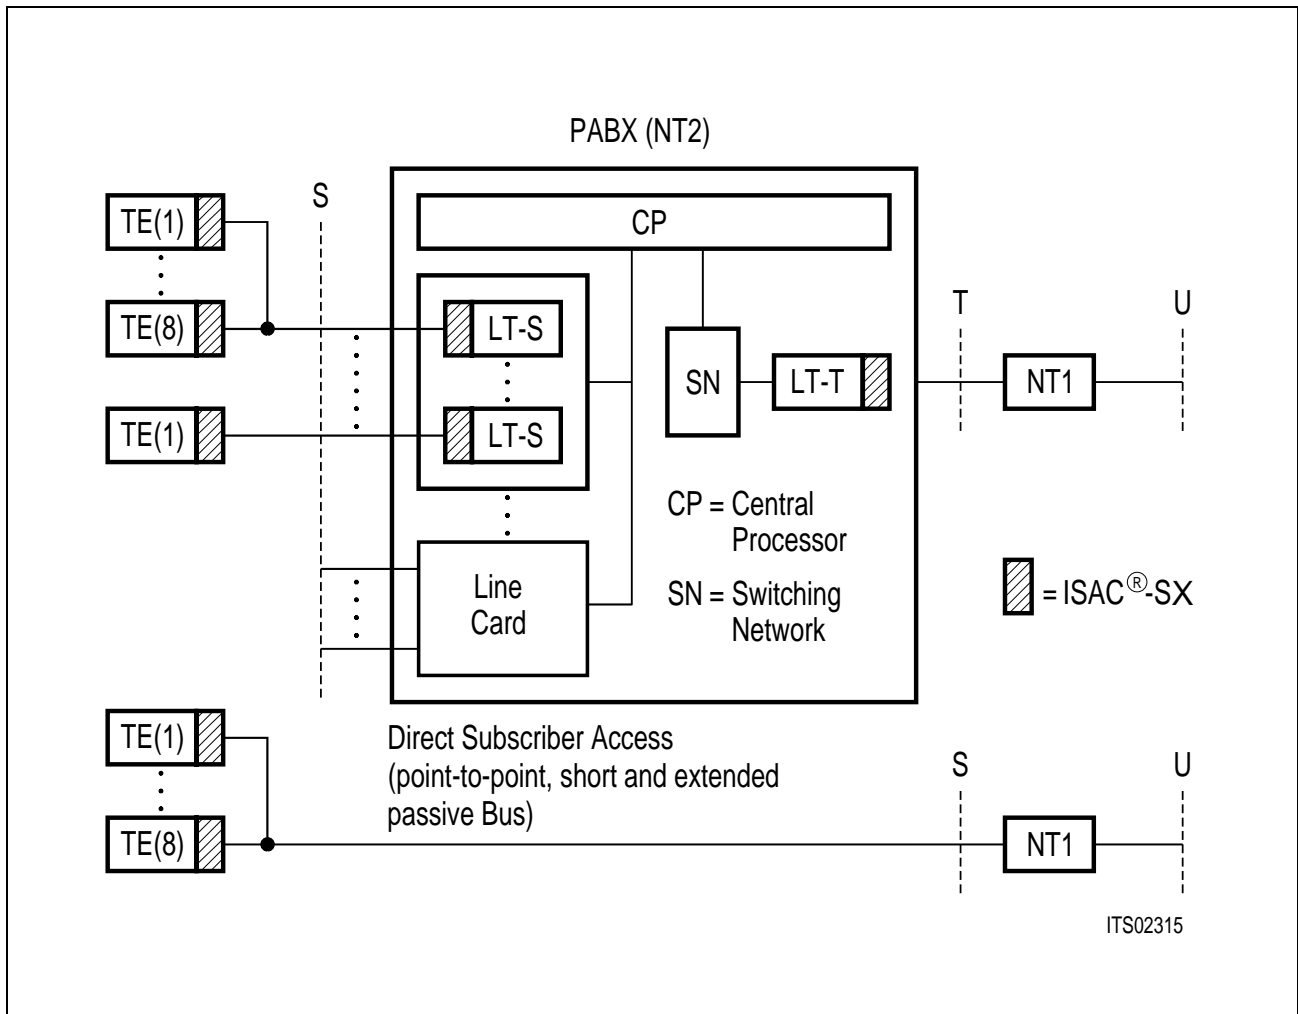 PABX (NT2)
S
TE(1)
CP
TE(8)
LT-S
T
U
SN
LT-T
NT1
TE(1)
LT-S
CP = Central
Processor
Line
Card
SN = Switching
Network
= ISAC®-SX
TE(1)
Direct Subscriber Access
(point-to-point, short and extended
passive Bus)
S
U
TE(8)
NT1
ITS02315